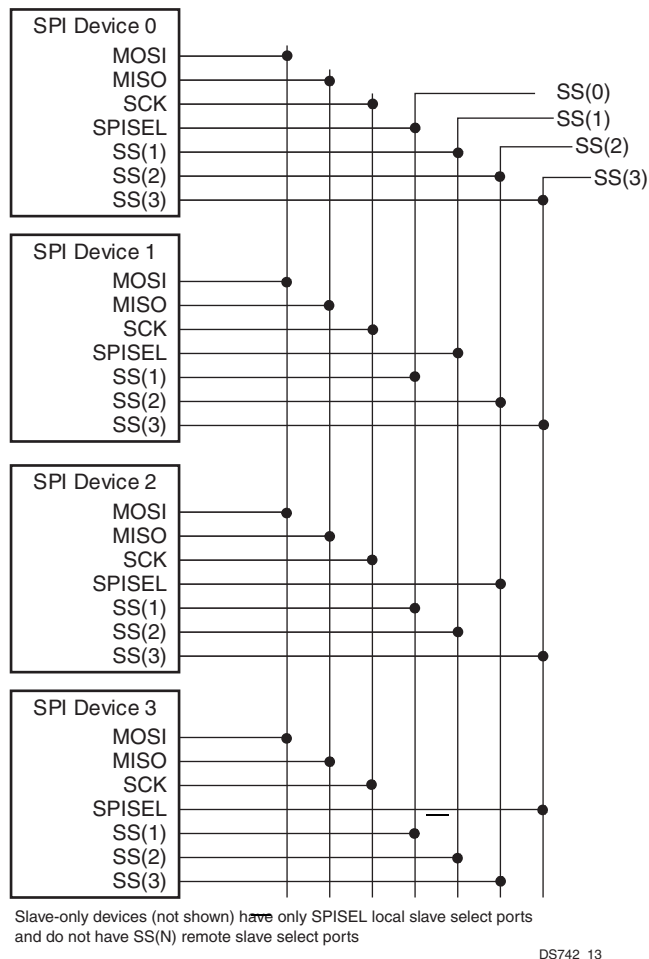 SPI Device 0
MOSI
MISO
SCK
SPISEL
SS(1)
SS(2)
SS(3)
SS(0)
SS(1)
SS(2)
SS(3)
SPI Device 1
MOSI
MISO
SCK
SPISEL
SS(1)
SS(2)
SS(3)
SPI Device 2
MOSI
MISO
SCK
SPISEL
SS(1)
SS(2)
SS(3)
SPI Device 3
MOSI
MISO
SCK
SPISEL
SS(1)
SS(2)
SS(3)
Slave-only devices (not shown) have only SPISEL local slave select ports
and do not have SS(N) remote slave select ports
DS742_13